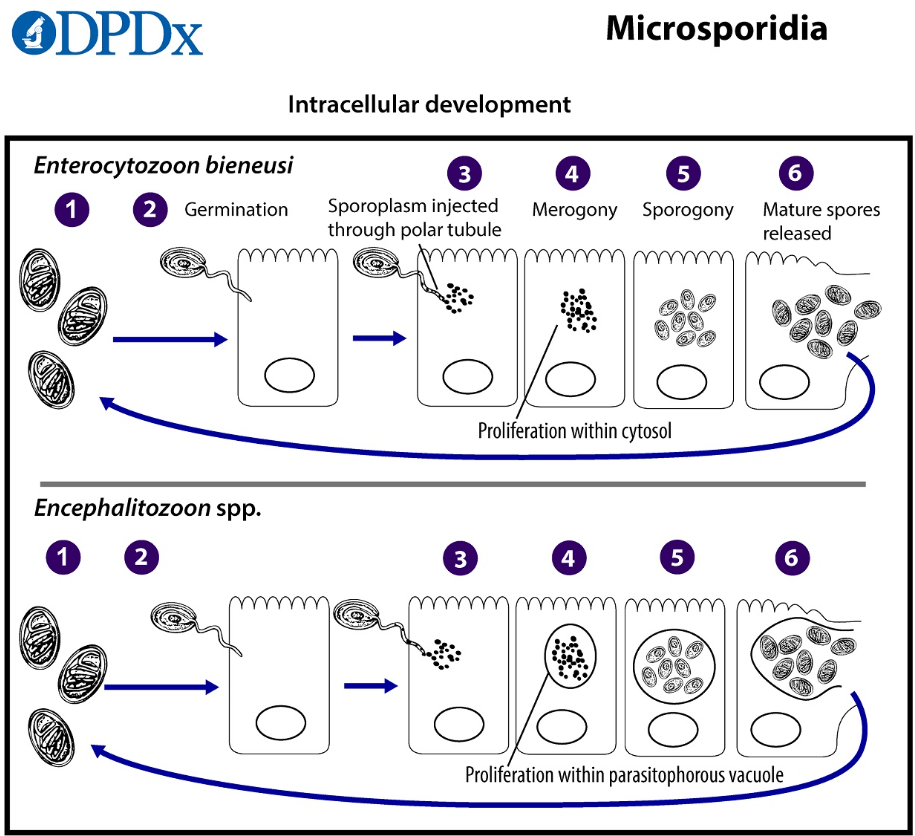 DPDx
Microsporidia
Intracellular development
Enterocytozoon bieneusi
1
2
Germination
3
Sporoplasm injected
through polar tubule
4
Merogony
5
Sporogony
6
Mature spores
released
Proliferation within cytosol
Encephalitozoon spp.
1
2
3
4
5
6
Proliferation within parasitophorous vacuole